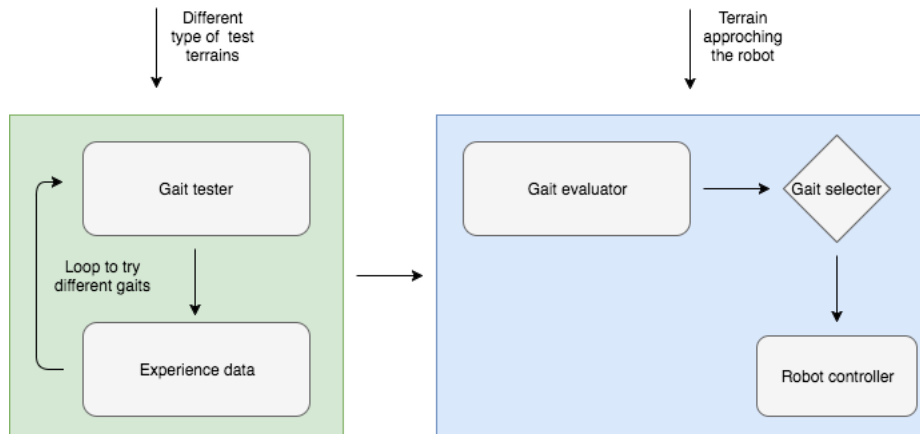 Different
type of test
terrains
Terrain
approching
the robot
Gait tester
Gait evaluator
Gait selecter
Loop to try
different gaits
Experience data
Robot controller